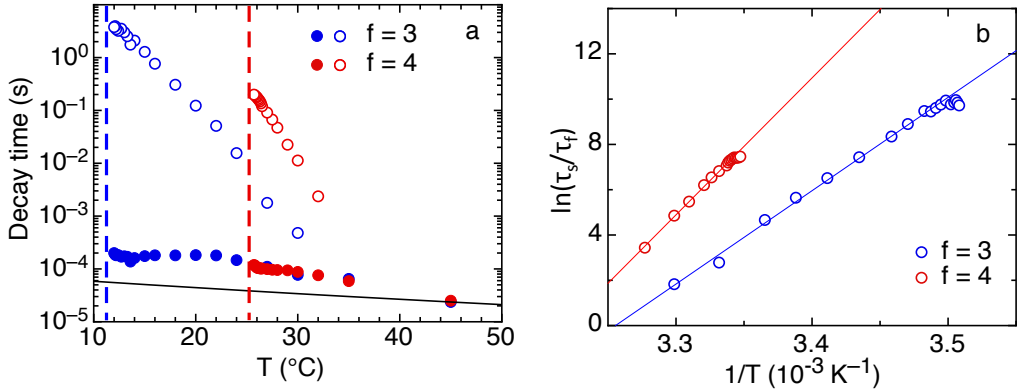 a
f = 3
f = 4
Decay time (s)
10⁰
10⁻¹
10⁻²
10⁻³
10⁻⁴
10⁻⁵
10 20 30 40 50
T (°C)
b
12
8
4
0
ln(τₛ/τf)
f = 3
f = 4
3.3 3.4 3.5
1/T (10⁻³ K⁻¹)